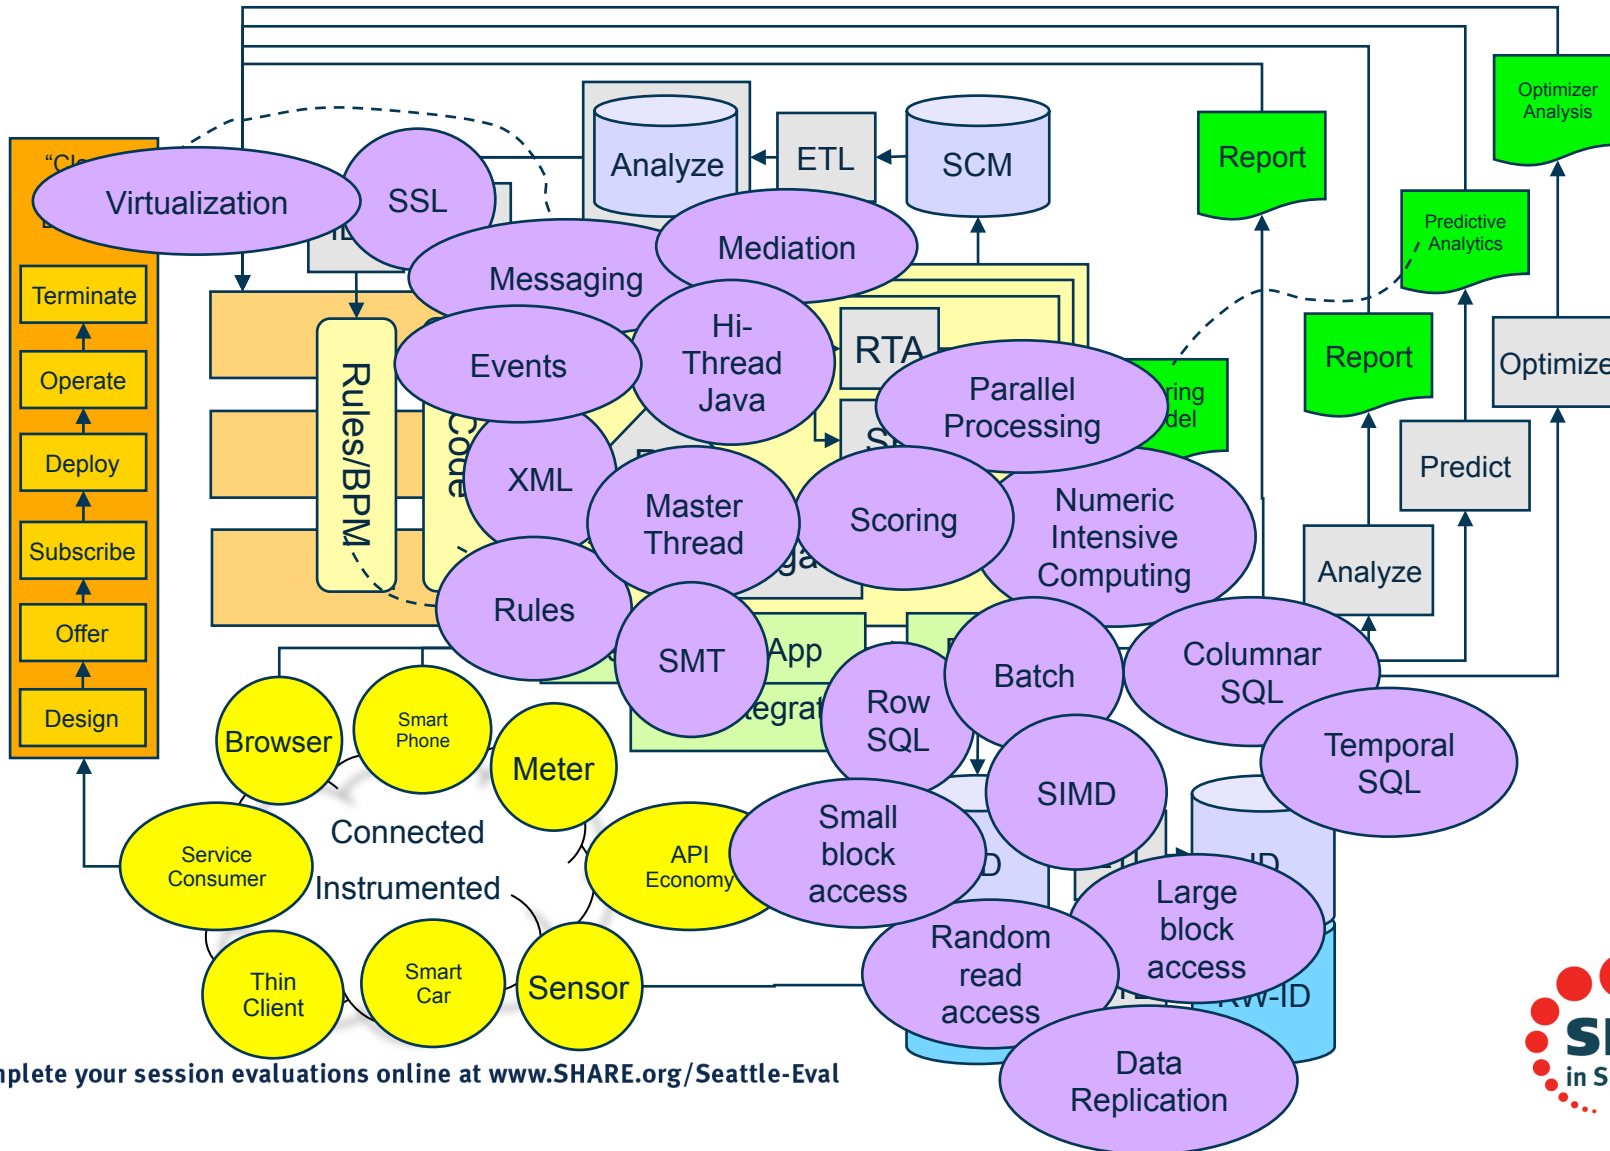 Optimizer
Analysis
Analyze
ETL
SCM
Report
Virtualization
SSL
Mediation
Predictive
Analytics
Messaging
Terminate
Hi-
Thread
Java
RTA
Events
Report
Optimize
Operate
Parallel
Processing
Rules/BPM
Code
Deploy
XML
Master
Thread
Scoring
Numeric
Intensive
Computing
Predict
Subscribe
Analyze
Rules
Offer
SMT
App
Batch
Columnar
SQL
Design
Row
SQL
Browser
Smart
Phone
Meter
Temporal
SQL
SIMD
Connected
Small
block
access
Service
Consumer
API
Economy
Instrumented
Large
block
access
Random
read
access
Thin
Client
Smart
Car
Sensor
RW-ID
your session evaluations online at www.SHARE.org/Seattle-Eval
in
Data
Replication